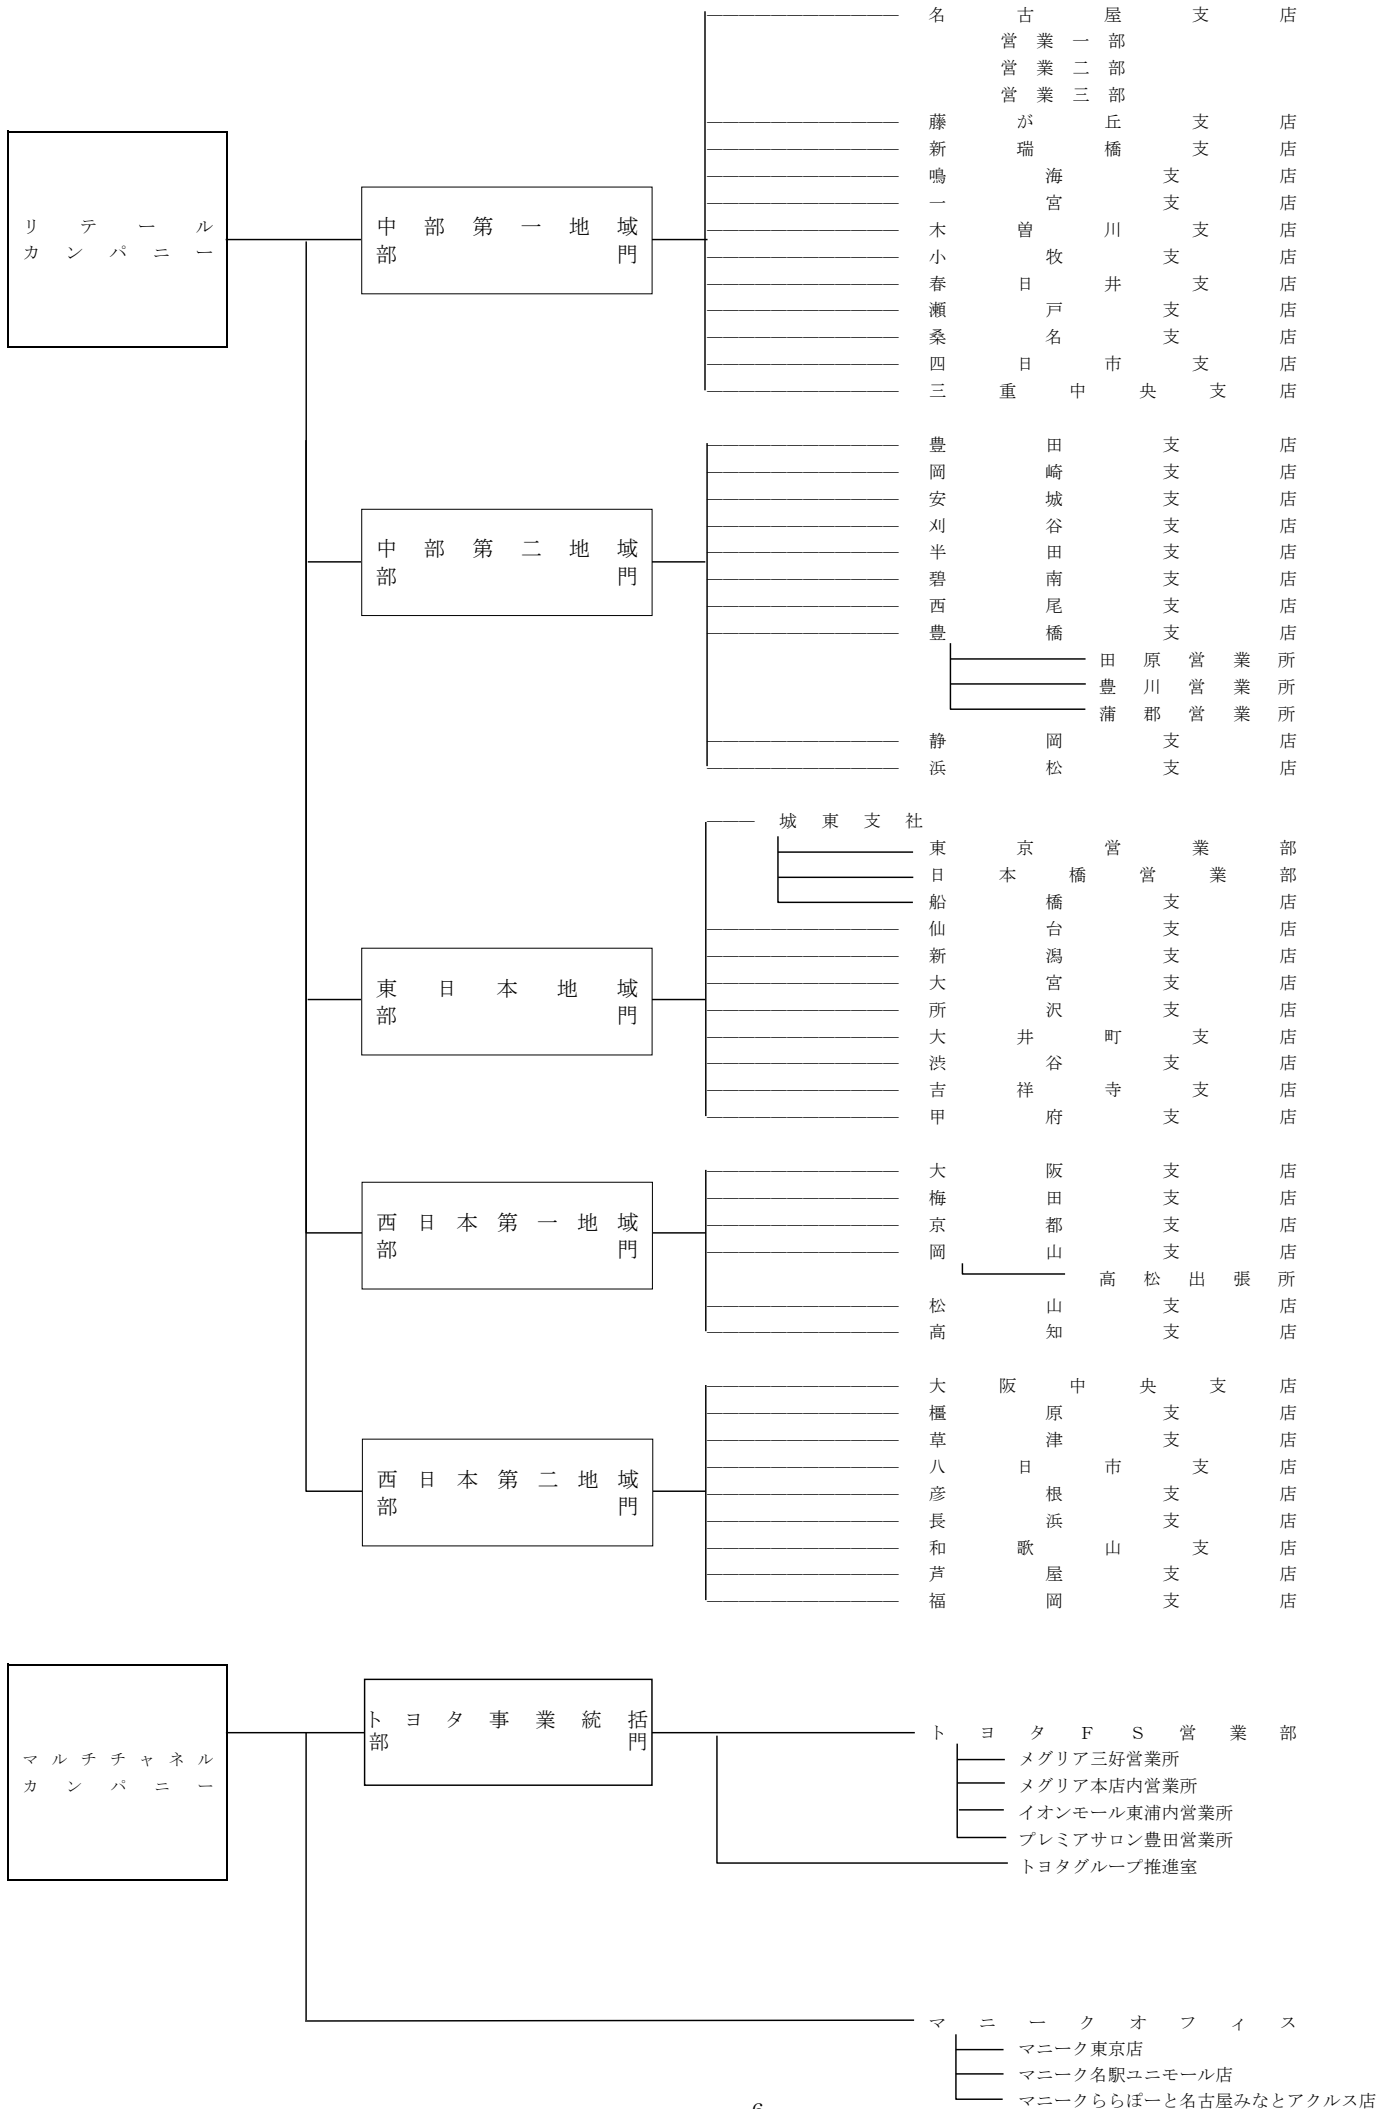 名古屋支店
営業一部
営業二部
営業三部
藤が丘支店
新瑞橋支店
鳴海支店
一宮支店
木曽川支店
小牧支店
春日井支店
瀬戸支店
桑名支店
四日市支店
三重中央支店
リテール
カンパニー
中部第一地域
部門
豊田支店
岡崎支店
安城支店
刈谷支店
半田支店
碧南支店
西尾支店
豊橋支店
田原営業所
豊川営業所
蒲郡営業所
静岡支店
浜松支店
中部第二地域
部門
城東支社
東京営業部
日本橋営業部
船橋支店
仙台支店
新潟支店
大宮支店
所沢支店
大井町支店
渋谷支店
吉祥寺支店
甲府支店
東日本地域
部門
大阪支店
梅田支店
京都支店
岡山支店
高松出張所
松山支店
高知支店
西日本第一地域
部門
大阪中央支店
橿原支店
草津支店
八日市支店
彦根支店
長浜支店
和歌山支店
芦屋支店
福岡支店
西日本第二地域
部門
マルチチャネル
カンパニー
トヨタ事業統括
部門
トヨタFS営業部
メグリア三好営業所
メグリア本店内営業所
イオンモール東浦内営業所
プレミアサロン豊田営業所
トヨタグループ推進室
マニークオフィス
マニーク東京店
マニーク名駅ユニモール店
マニークららぽーと名古屋みなとアクルス店
6